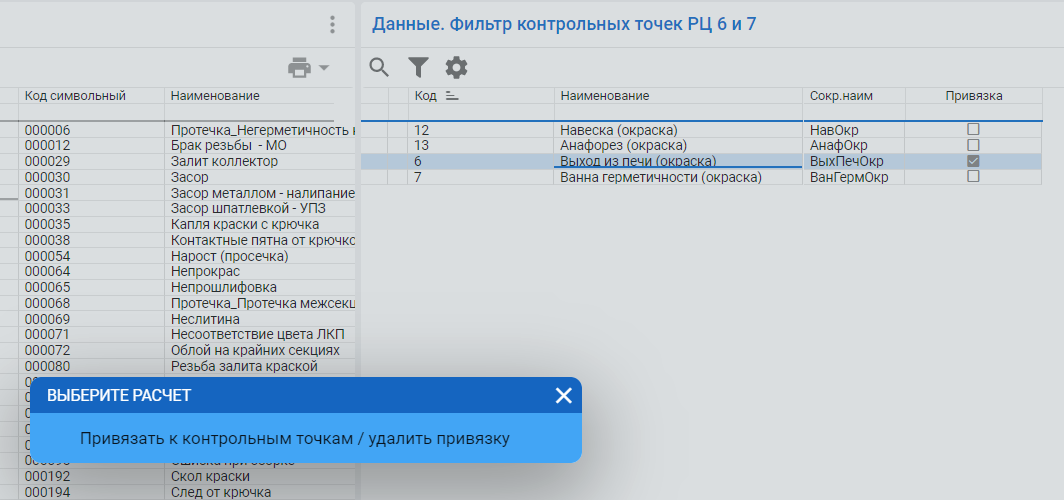 Данные. Фильтр контрольных точек РЦ 6 и 7
Код символьный Наименование
000006 Протечка_Негерметичность
000012 Брак резьбы - МО
000029 Залит коллектор
000030 Засор
000031 Засор металлом - налипание
000033 Засор шпатлевкой - УПЗ
000035 Капля краски с крючка
000038 Контактные пятна от крючко
000054 Нарост (просечка)
000064 Непрокрас
000065 Непрошлифовка
000068 Протечка_Протечка межсекц
000069 Неслитина
000071 Несоответствие цвета ЛКП
000072 Облой на крайних секциях
000080 Резьба залита краской
000192 Скол краски
000194 След от крючка
Код Наименование Сокр.наим Привязка
12 Навеска (окраска) НавОкр
13 Анафорез (окраска) АнафОкр
6 Выход из печи (окраска) ВыхПечОкр
7 Ванна герметичности (окраска) ВанГермОкр
ВЫБЕРИТЕ РАСЧЕТ
Привязать к контрольным точкам / удалить привязку